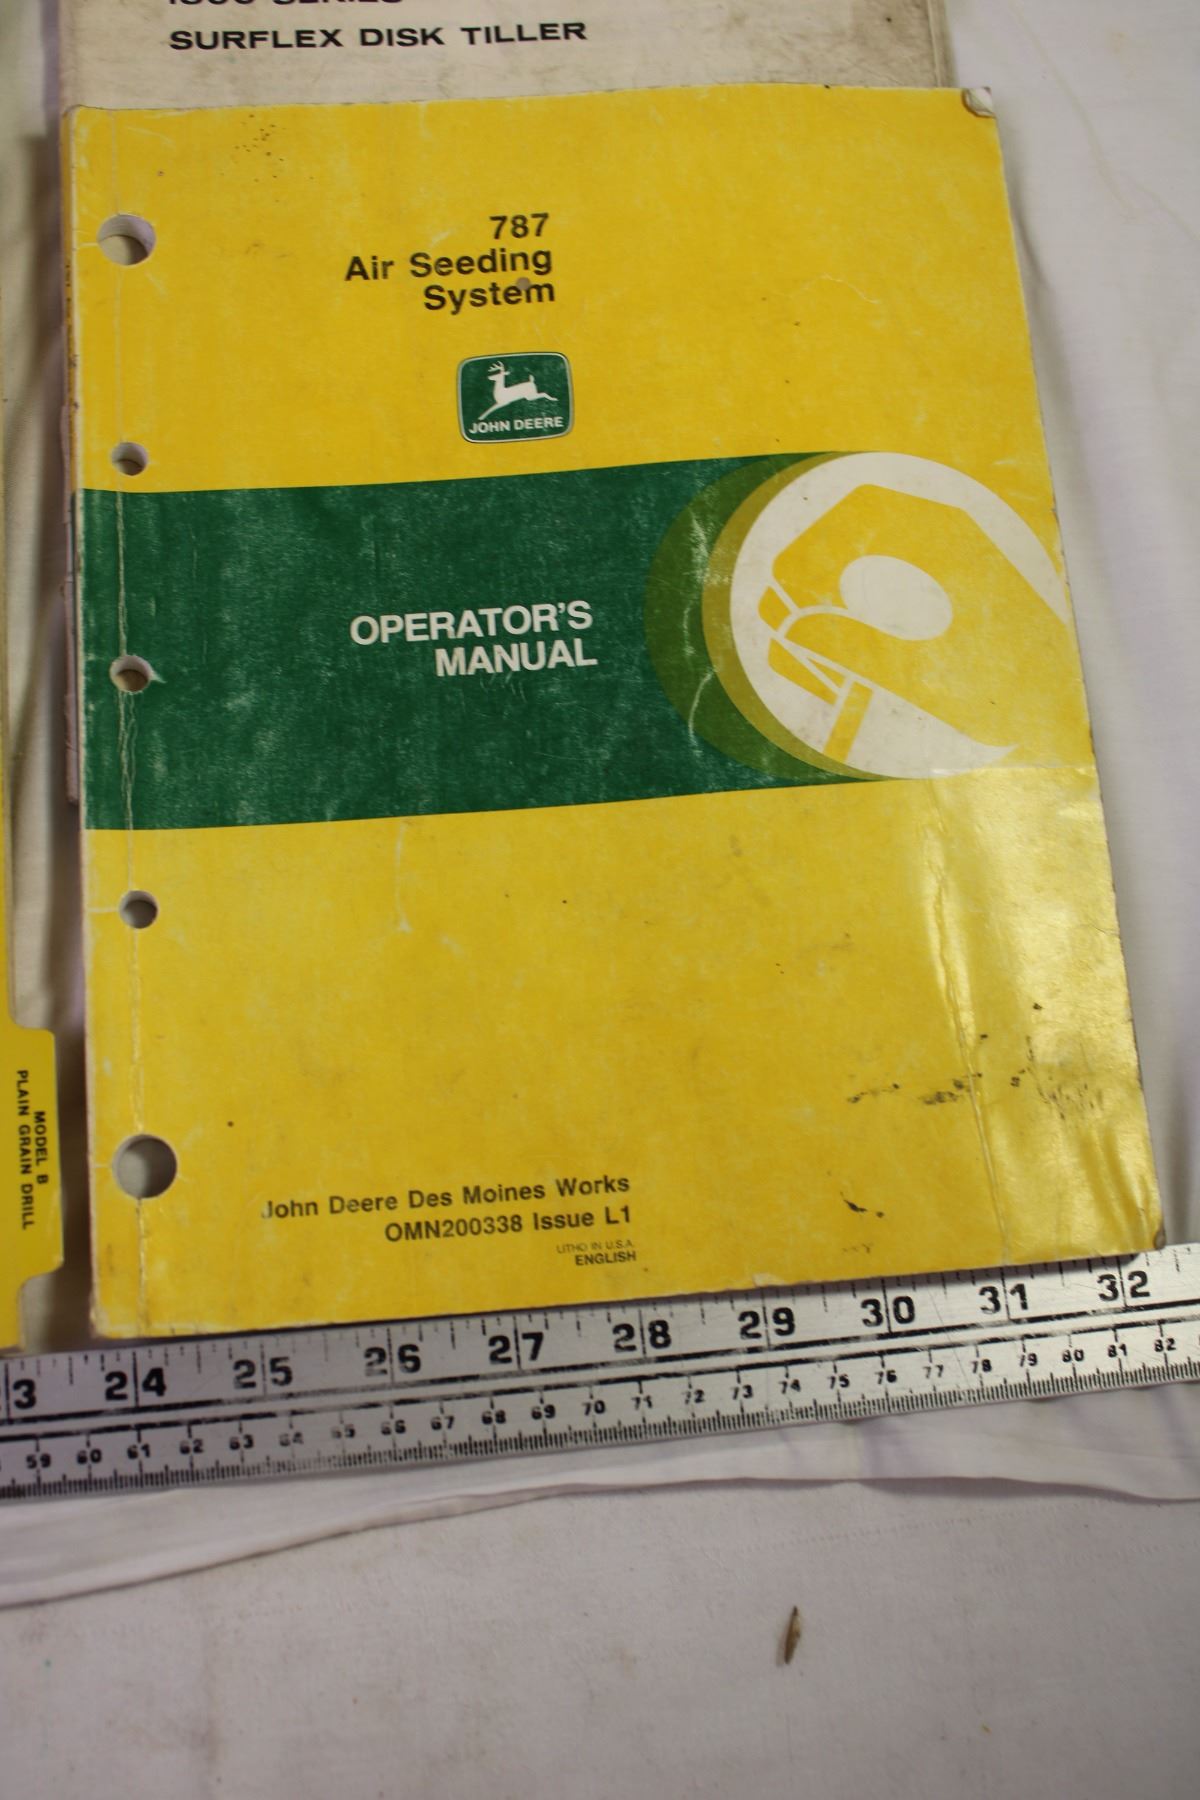 SERIES
SURFLEX DISK TILLER
787
Air Seeding
System
JOHN DEERE
OPERATOR'S
MANUAL
John Deere Des Moines Works
OMN200338 Issue L1
LITHO IN U.S.A.
ENGLISH
MODEL B
PLAIN GRAIN DRILL
3 24 25 26 27 28 29 30 31 32
59 60 61 62 63 64 65 66 67 68 69 70 71 72 73 74 75 76 77 78 79 80 81 82